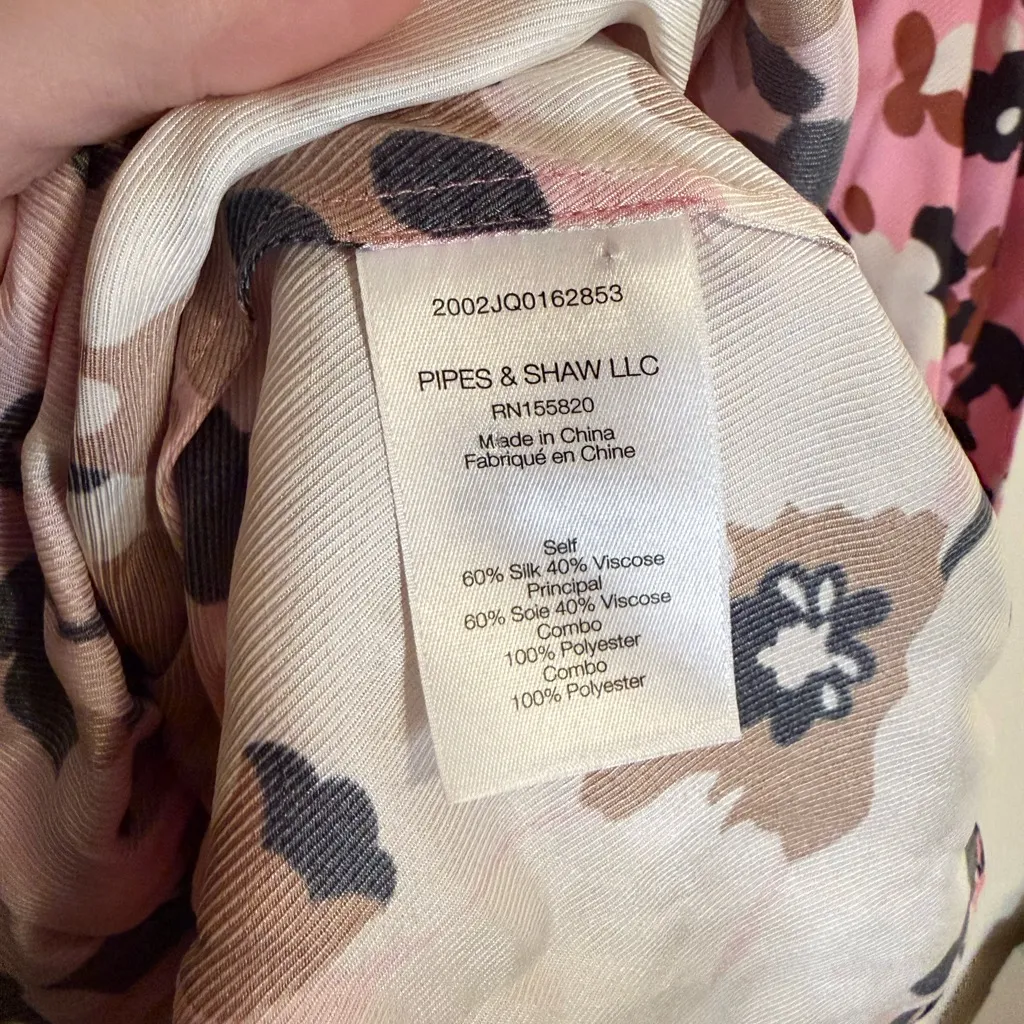 2002JQ0162853
PIPES & SHAW LLC
RN155820
Made in China
Fabriqué en Chine
Self
60% Silk 40% Viscose
Principal
60% Soie 40% Viscose
Combo
100% Polyester
Combo
100% Polyester